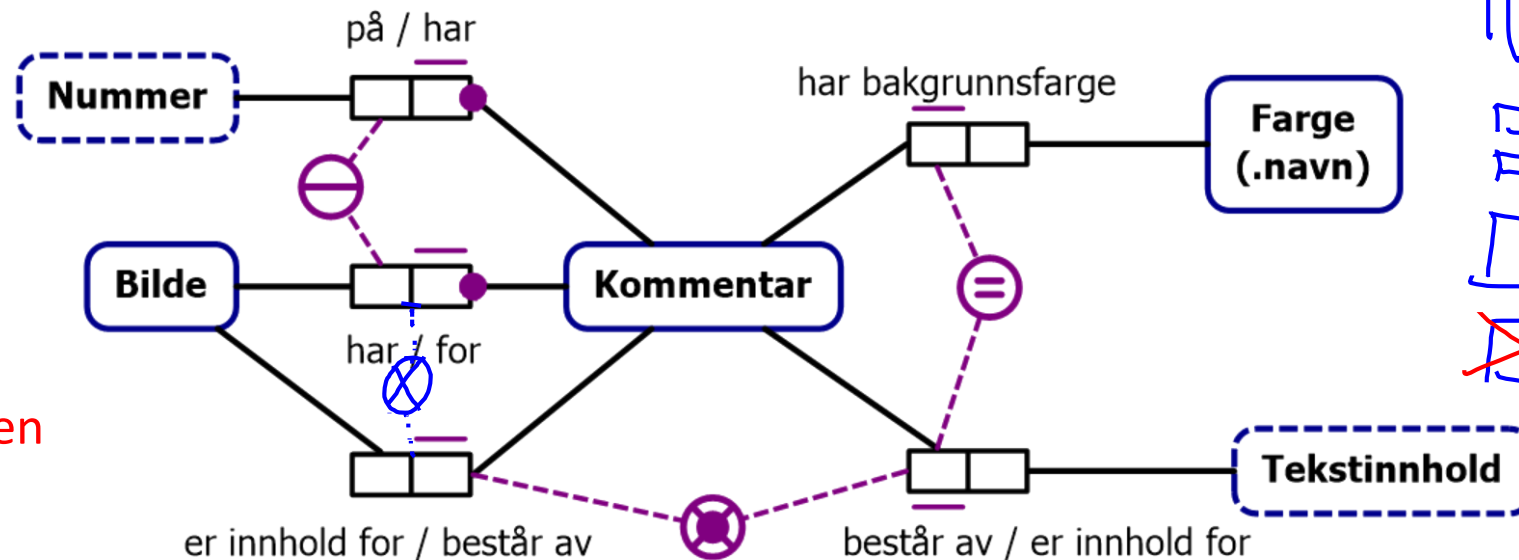 på / har
Nummer
har bakgrunnsfarge
Farge
(.navn)
Bilde
Kommentar
har / for
en
Tekstinnhold
er innhold for / består av
består av / er innhold for